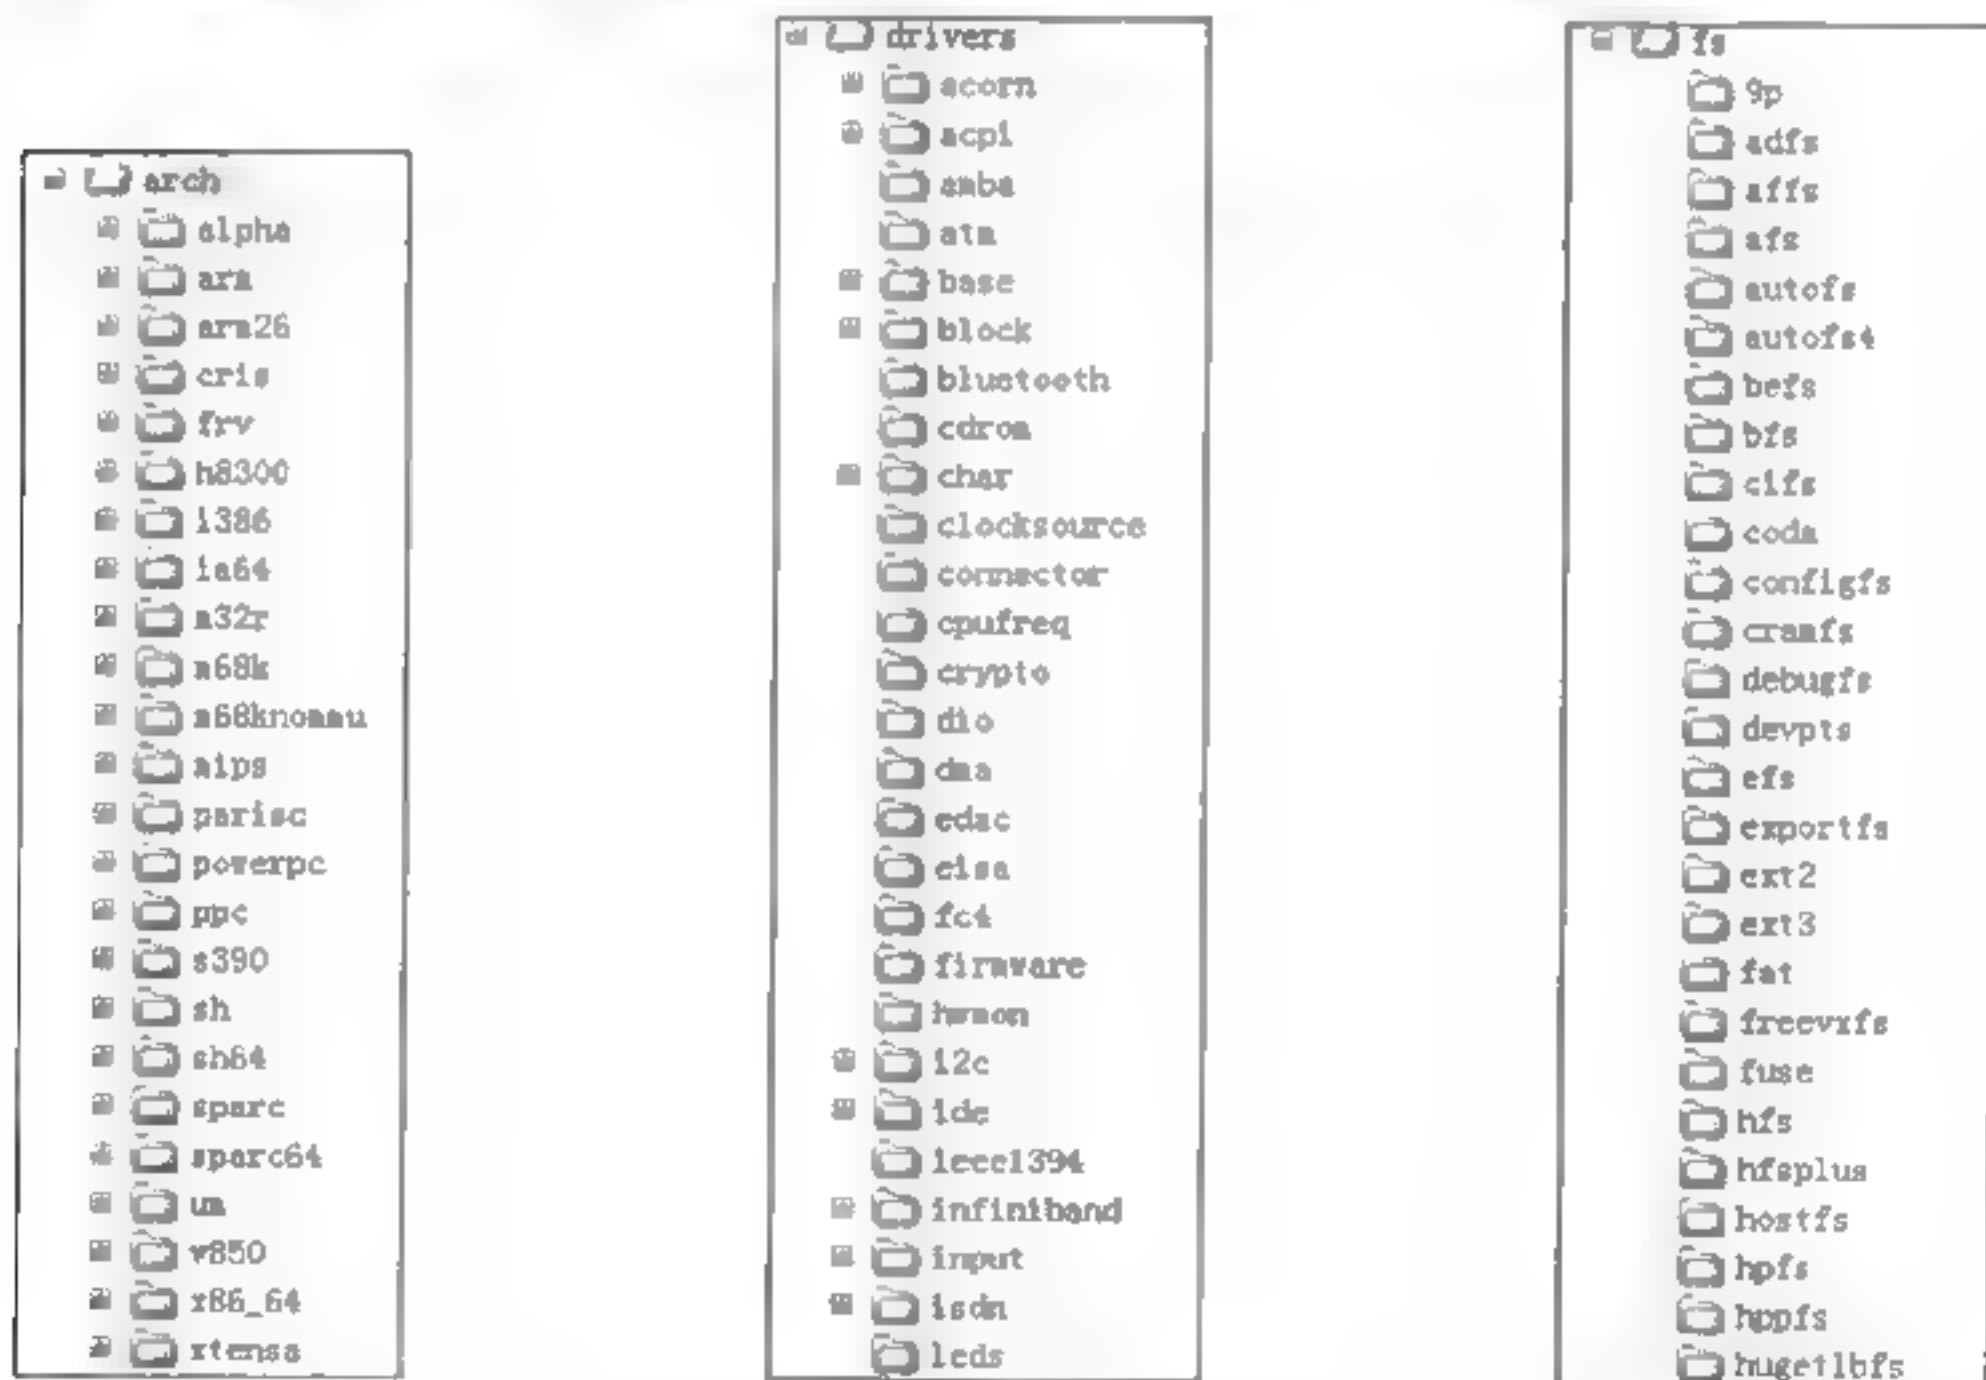 arch
alpha
arm
arm26
cris
frv
h8300
i386
ia64
m32r
m68k
m68knommu
mips
parisc
powerpc
ppc
s390
sh
sh64
sparc
sparc64
um
v850
x86_64
xtensa
drivers
acorn
acpi
amba
atm
base
block
bluetooth
cdrom
char
clocksource
connector
cpufreq
crypto
dio
dma
edac
eisa
fc4
firmware
hwmon
i2c
ide
ieee1394
infiniband
input
isdn
leds
fs
9p
adfs
affs
afs
autofs
autofs4
befs
bfs
cifs
coda
configfs
cramfs
debugfs
devpts
efs
exportfs
ext2
ext3
fat
freevxfs
fuse
hfs
hfsplus
hostfs
hpfs
hppfs
hugetlbfs